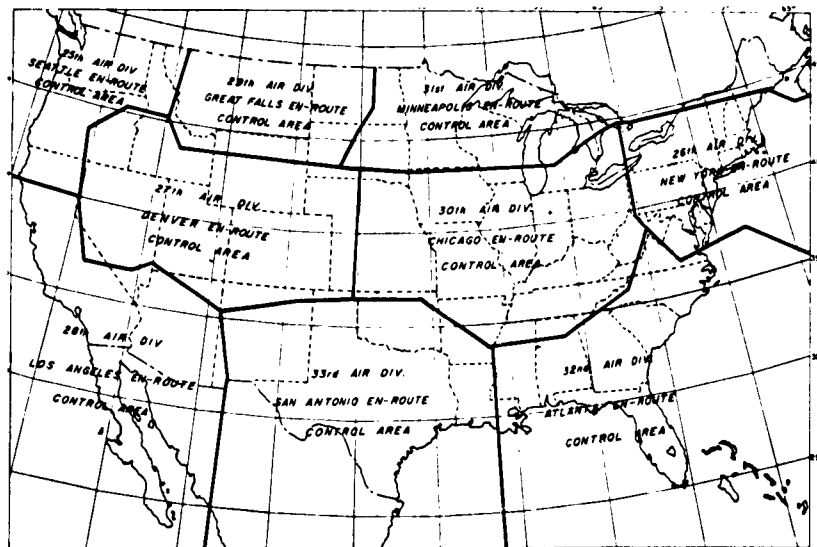 25th AIR DIV
SEATTLE EN-ROUTE
CONTROL AREA
29th AIR DIV.
GREAT FALLS EN-ROUTE
CONTROL AREA
31st AIR DIV.
MINNEAPOLIS EN-ROUTE
CONTROL AREA
26th AIR DIV.
NEW YORK EN-ROUTE
CONTROL AREA
27th AIR DIV.
DENVER EN-ROUTE
CONTROL AREA
30th AIR DIV.
CHICAGO EN-ROUTE
CONTROL AREA
28th AIR DIV
LOS ANGELES EN-ROUTE
CONTROL AREA
33rd AIR DIV.
SAN ANTONIO EN-ROUTE
CONTROL AREA
32nd AIR DIV.
ATLANTA EN-ROUTE
CONTROL AREA